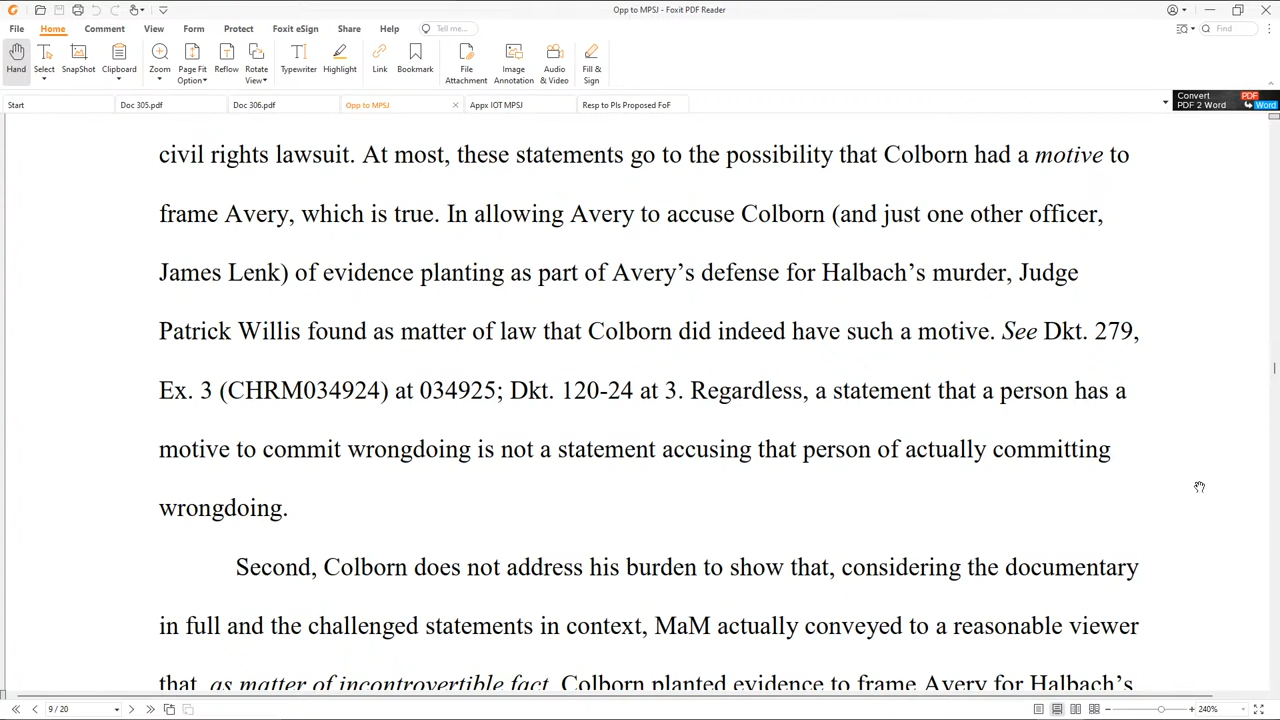 Opp to MPSJ - Foxit PDF Reader
File Home Comment View Form Protect Foxit eSign Share Help Tell me... Find
Hand Select SnapShot Clipboard Zoom Page Fit Option Reflow Rotate View Typewriter Highlight Link Bookmark File Attachment Image Annotation Audio & Video Fill & Sign
Start Doc 305.pdf Doc 306.pdf Opp to MPSJ Appx IOT MPSJ Resp to Pls Proposed FoF
Convert PDF
PDF 2 Word Word
civil rights lawsuit. At most, these statements go to the possibility that Colborn had a motive to
frame Avery, which is true. In allowing Avery to accuse Colborn (and just one other officer,
James Lenk) of evidence planting as part of Avery’s defense for Halbach’s murder, Judge
Patrick Willis found as matter of law that Colborn did indeed have such a motive. See Dkt. 279,
Ex. 3 (CHRM034924) at 034925; Dkt. 120-24 at 3. Regardless, a statement that a person has a
motive to commit wrongdoing is not a statement accusing that person of actually committing
wrongdoing.
Second, Colborn does not address his burden to show that, considering the documentary
in full and the challenged statements in context, MaM actually conveyed to a reasonable viewer
that, as matter of incontrovertible fact, Colborn planted evidence to frame Avery for Halbach’s
9 / 20 240%